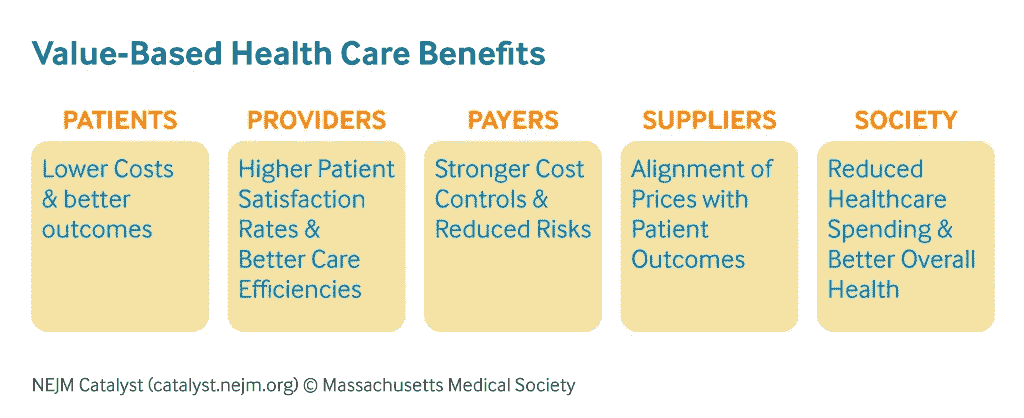 Value-Based Health Care Benefits
PATIENTS
Lower Costs
& better
outcomes
PROVIDERS
Higher Patient
Satisfaction
Rates &
Better Care
Efficiencies
PAYERS
Stronger Cost
Controls &
Reduced Risks
SUPPLIERS
Alignment of
Prices with
Patient
Outcomes
SOCIETY
Reduced
Healthcare
Spending &
Better Overall
Health
NEJM Catalyst (catalyst.nejm.org) © Massachusetts Medical Society